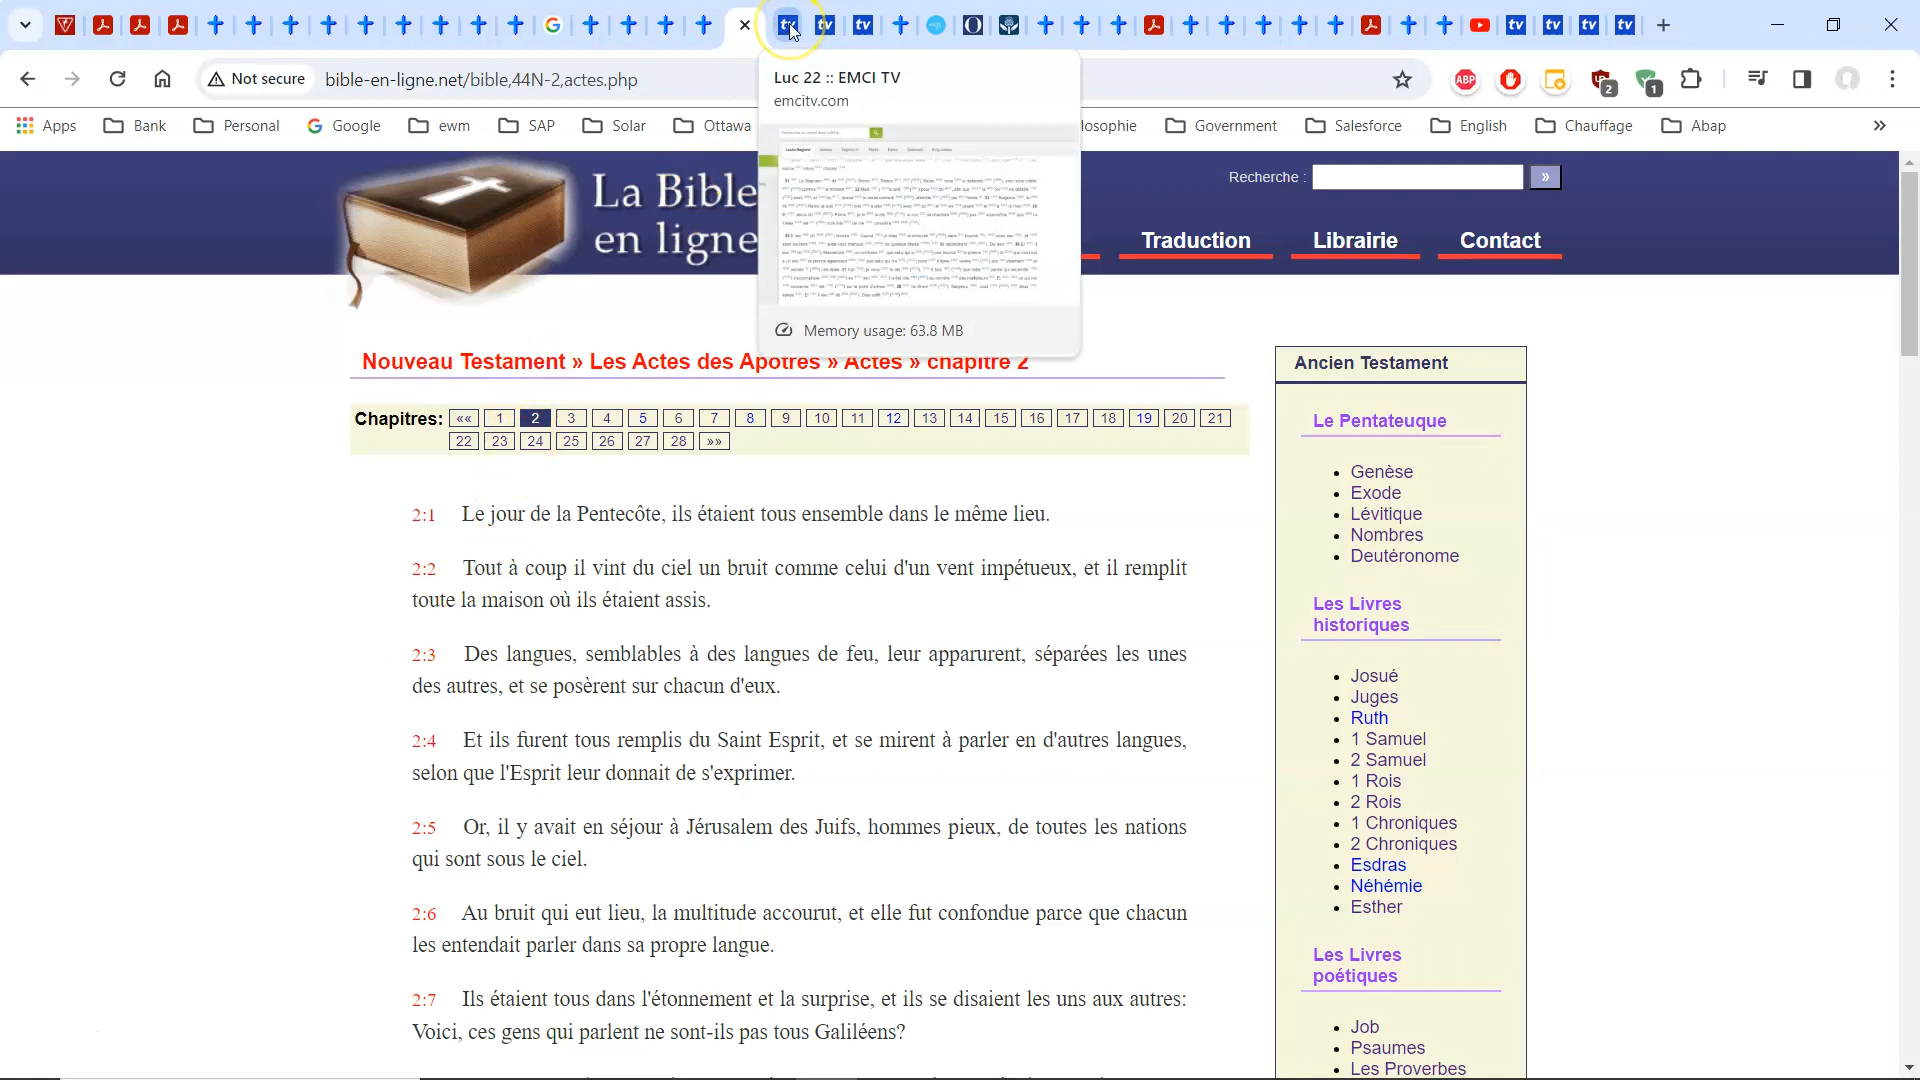 Luc 22 :: EMCI TV
emcitv.com
Memory usage: 63.8 MB
Not secure
bible-en-ligne.net/bible,44N-2,actes.php
ABP
2
1
Apps
Bank
Personal
Google
ewm
SAP
Solar
Ottawa
losophie
Government
Salesforce
English
Chauffage
Abap
»
La Bible
en ligne
Recherche :
»
Traduction
Librairie
Contact
Nouveau Testament » Les Actes des Apôtres » Actes » chapitre 2
Chapitres: «« 1 2 3 4 5 6 7 8 9 10 11 12 13 14 15 16 17 18 19 20 21
22 23 24 25 26 27 28 »»
2:1 Le jour de la Pentecôte, ils étaient tous ensemble dans le même lieu.
2:2 Tout à coup il vint du ciel un bruit comme celui d'un vent impétueux, et il remplit
toute la maison où ils étaient assis.
2:3 Des langues, semblables à des langues de feu, leur apparurent, séparées les unes
des autres, et se posèrent sur chacun d'eux.
2:4 Et ils furent tous remplis du Saint Esprit, et se mirent à parler en d'autres langues,
selon que l'Esprit leur donnait de s'exprimer.
2:5 Or, il y avait en séjour à Jérusalem des Juifs, hommes pieux, de toutes les nations
qui sont sous le ciel.
2:6 Au bruit qui eut lieu, la multitude accourut, et elle fut confondue parce que chacun
les entendait parler dans sa propre langue.
2:7 Ils étaient tous dans l'étonnement et la surprise, et ils se disaient les uns aux autres:
Voici, ces gens qui parlent ne sont-ils pas tous Galiléens?
Ancien Testament
Le Pentateuque
Genèse
Exode
Lévitique
Nombres
Deutéronome
Les Livres
historiques
Josué
Juges
Ruth
1 Samuel
2 Samuel
1 Rois
2 Rois
1 Chroniques
2 Chroniques
Esdras
Néhémie
Esther
Les Livres
poétiques
Job
Psaumes
Les Proverbes